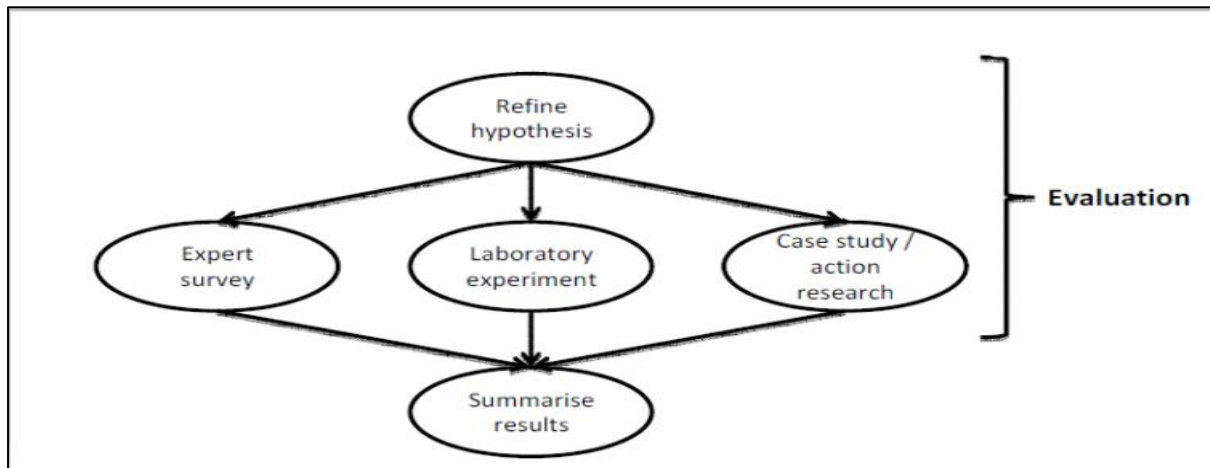 Refine
hypothesis
Evaluation
Expert
survey
Laboratory
experiment
Case study /
action
research
Summarise
results